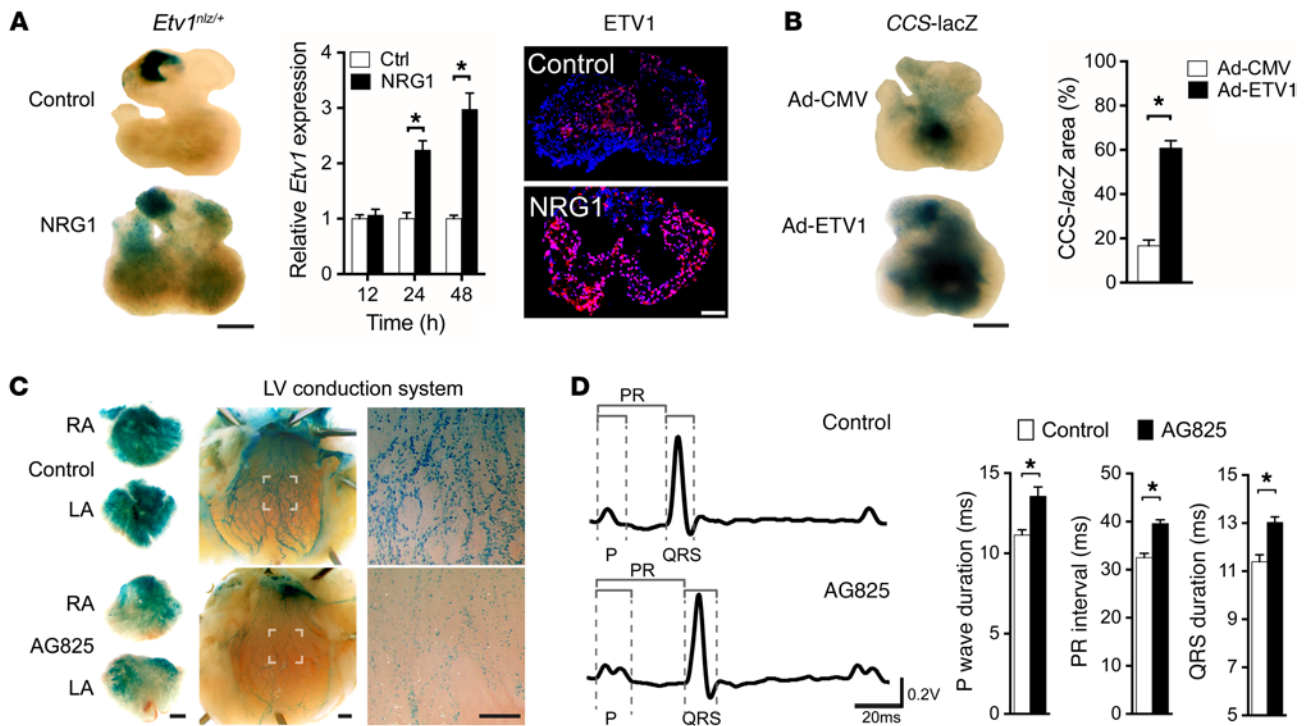 A
Etv1nlz/+
Control
NRG1
Relative Etv1 expression
4
3
2
1
0
Ctrl
NRG1
*
*
12
24
48
Time (h)
ETV1
Control
NRG1
B
CCS-lacZ
Ad-CMV
Ad-ETV1
CCS-lacZ area (%)
100
80
60
40
20
0
Ad-CMV
Ad-ETV1
*
C
LV conduction system
RA
Control
LA
RA
AG825
LA
D
PR
Control
P
QRS
PR
AG825
P
QRS
0.2V
20ms
Control
AG825
P wave duration (ms)
15
10
5
0
*
PR interval (ms)
50
40
30
20
10
0
*
QRS duration (ms)
15
13
11
9
7
5
*